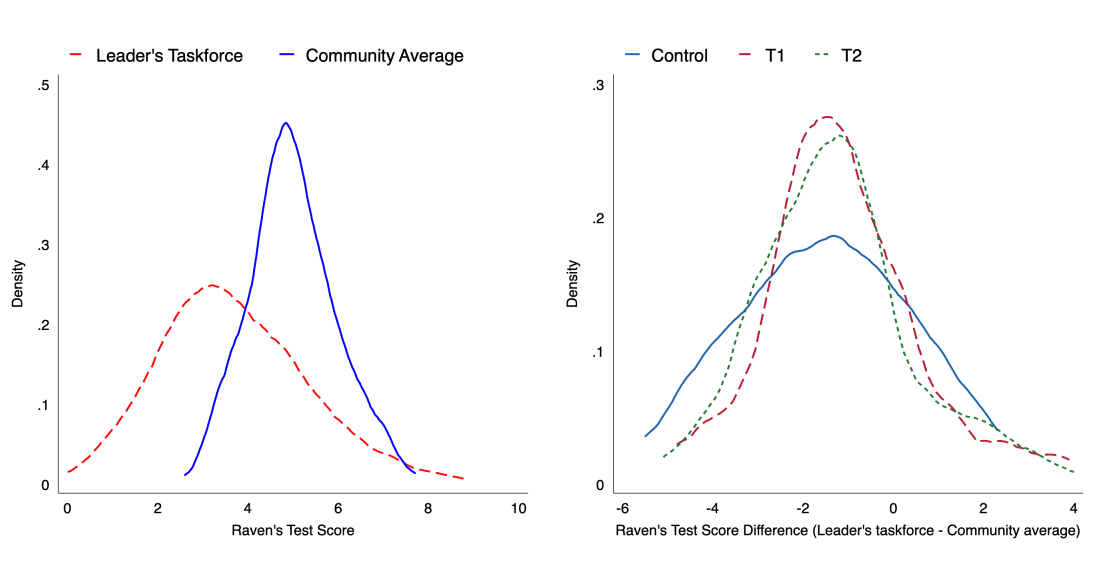 Leader's Taskforce Community Average
.5
.4
.3
.2
.1
0
Density
0 2 4 6 8 10
Raven's Test Score
Control T1 T2
.3
.2
.1
0
Density
-6 -4 -2 0 2 4
Raven's Test Score Difference (Leader's taskforce - Community average)